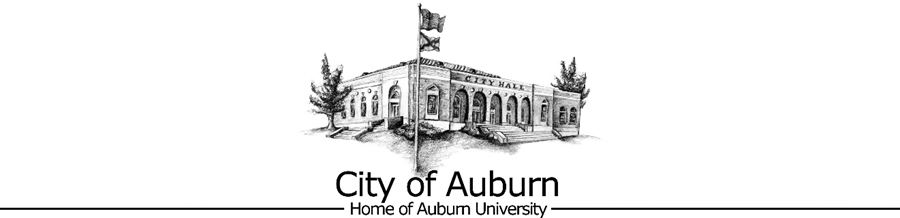 CITY HALL
City of Auburn
Home of Auburn University